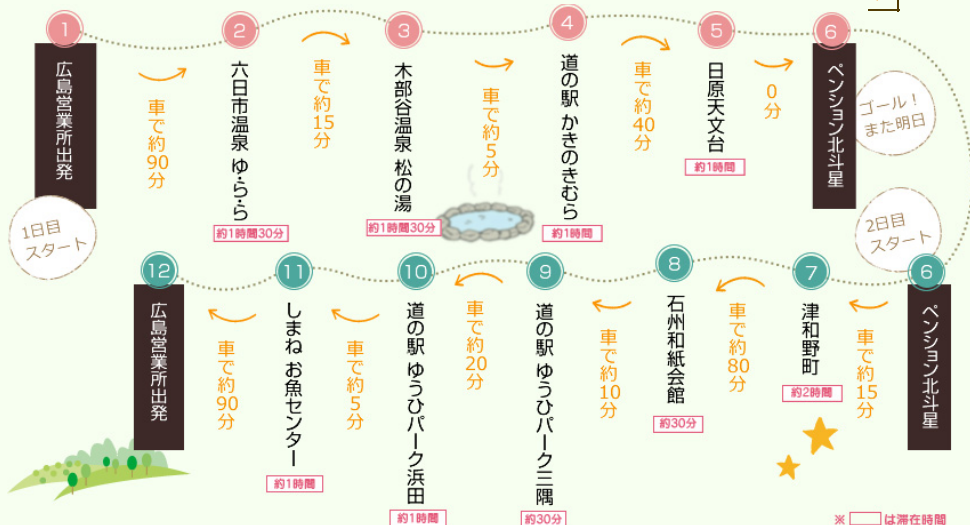 1
広島営業所出発
1日目
スタート
車で約90分
2
六日市温泉 ゆ・ら・ら
約1時間30分
車で約15分
3
木部谷温泉 松の湯
約1時間30分
車で約5分
4
道の駅 かきのきむら
約1時間
車で約40分
5
日原天文台
約1時間
0分
6
ペンション北斗星
ゴール!
また明日
2日目
スタート
6
ペンション北斗星
車で約15分
7
津和野町
約2時間
車で約80分
8
石州和紙会館
約30分
車で約10分
9
道の駅 ゆうひパーク三隅
約30分
車で約20分
10
道の駅 ゆうひパーク浜田
約1時間
車で約5分
11
しまね お魚センター
約1時間
車で約90分
12
広島営業所出発
※ は滞在時間